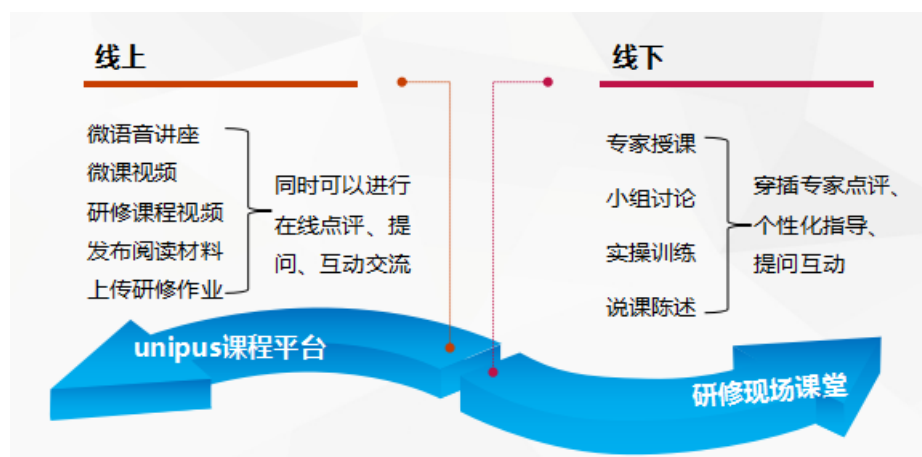 线上
微语音讲座
微课视频
研修课程视频
发布阅读材料
上传研修作业
同时可以进行
在线点评、提
问、互动交流
unipus课程平台
线下
专家授课
小组讨论
实操训练
说课陈述
穿插专家点评、
个性化指导、
提问互动
研修现场课堂